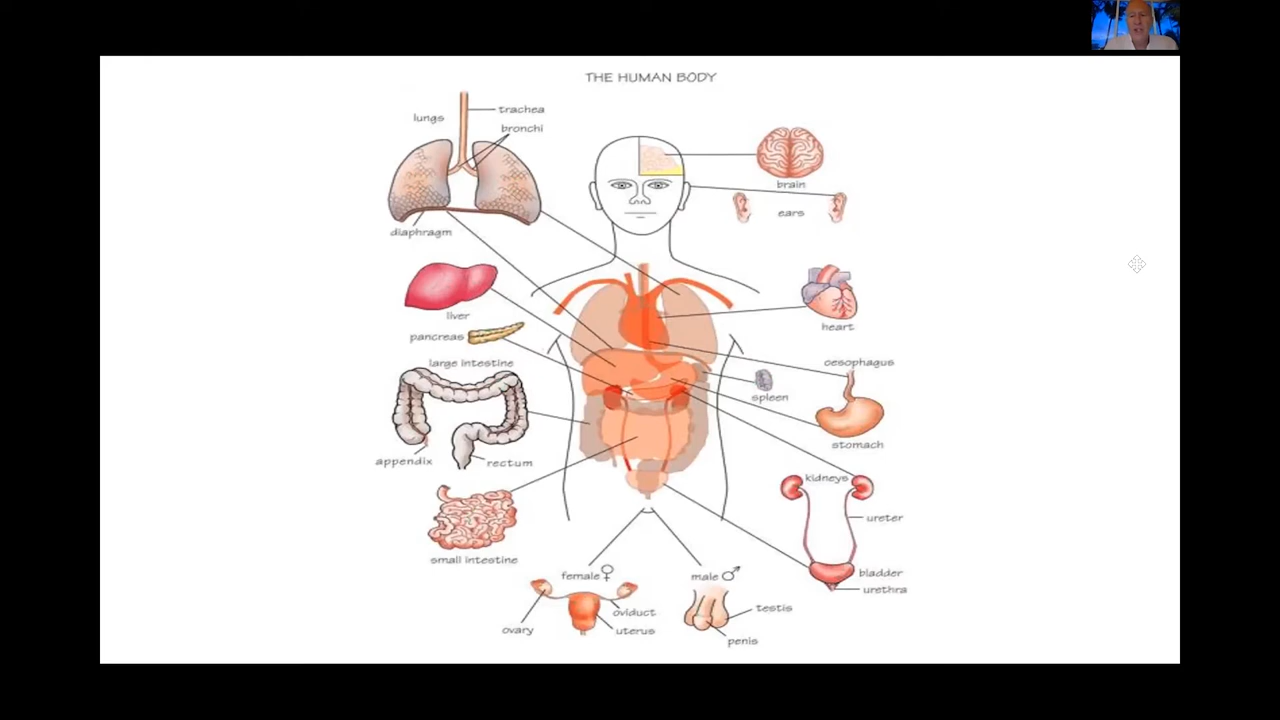 THE HUMAN BODY
trachea
lungs
bronchi
brain
ears
diaphragm
liver
heart
pancreas
large intestine
oesophagus
spleen
stomach
appendix
rectum
kidneys
ureter
small intestine
bladder
urethra
female ♀
male ♂
oviduct
testis
ovary
uterus
penis